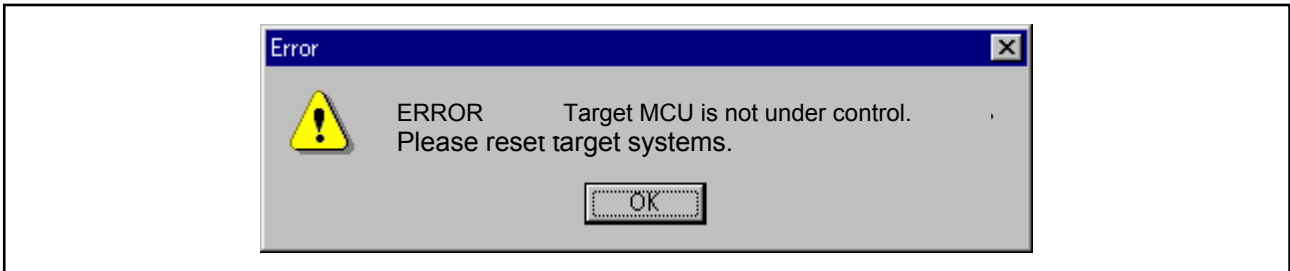 Error
ERROR Target MCU is not under control.
Please reset target systems.
OK